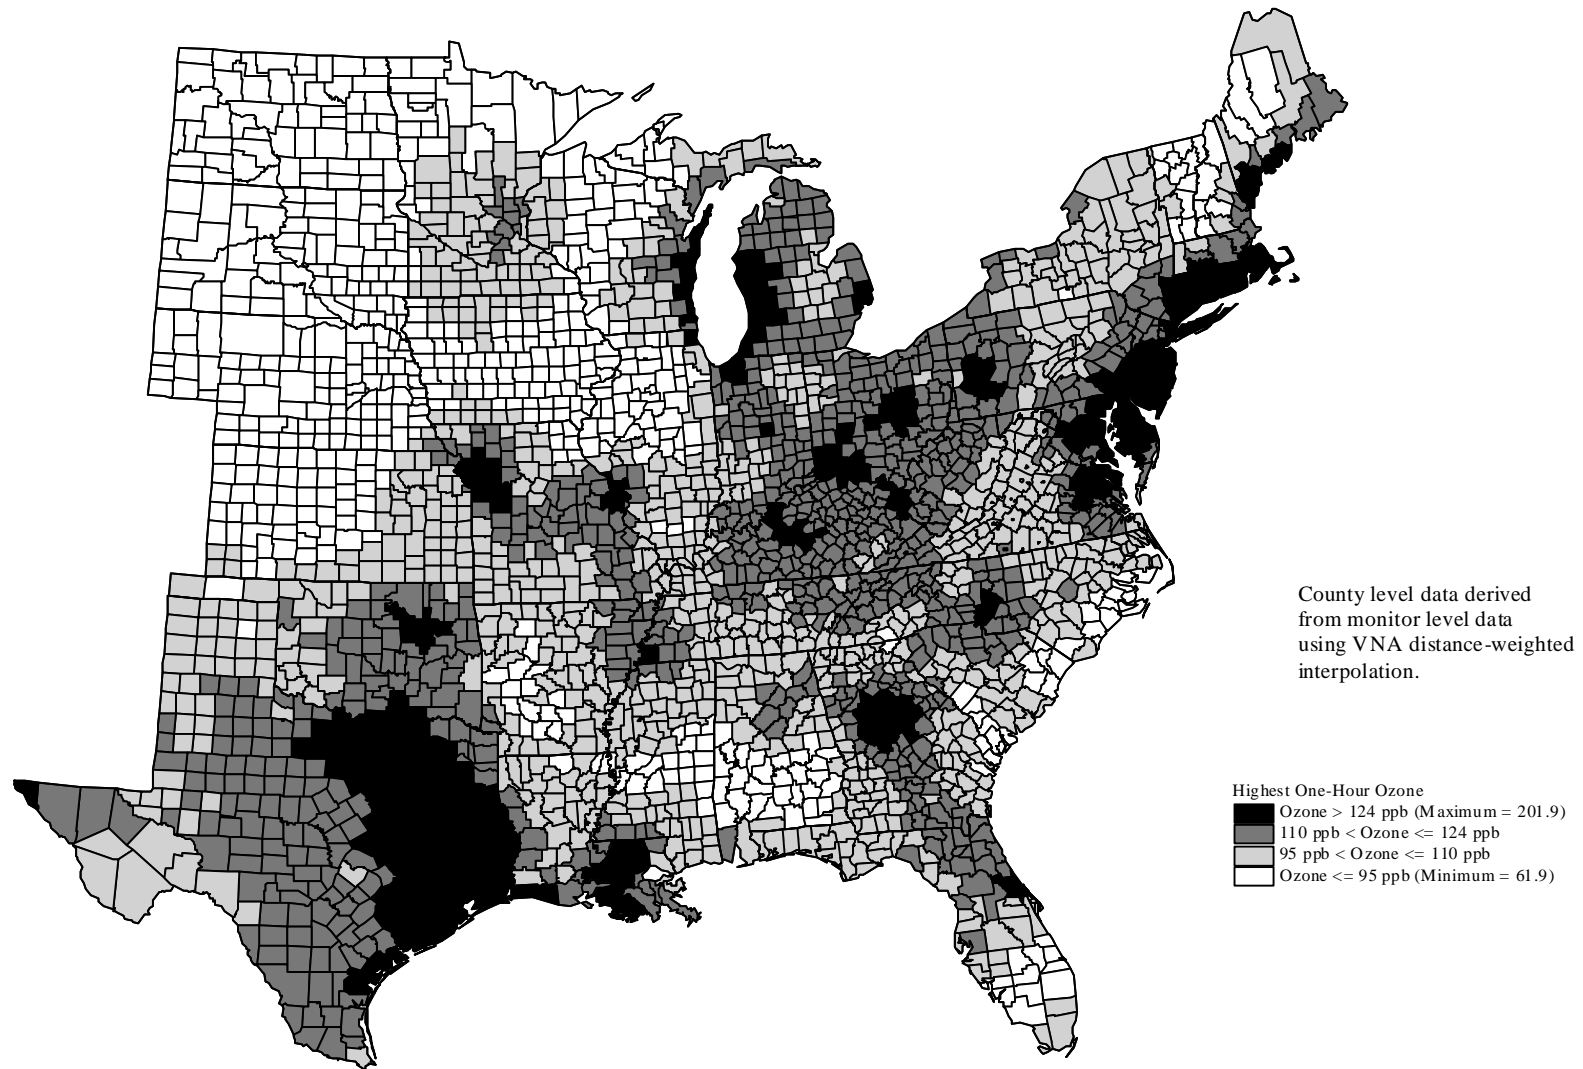 County level data derived
from monitor level data
using VNA distance-weighted
interpolation.
Highest One-Hour Ozone
Ozone > 124 ppb (Maximum = 201.9)
110 ppb < Ozone <= 124 ppb
95 ppb < Ozone <= 110 ppb
Ozone <= 95 ppb (Minimum = 61.9)